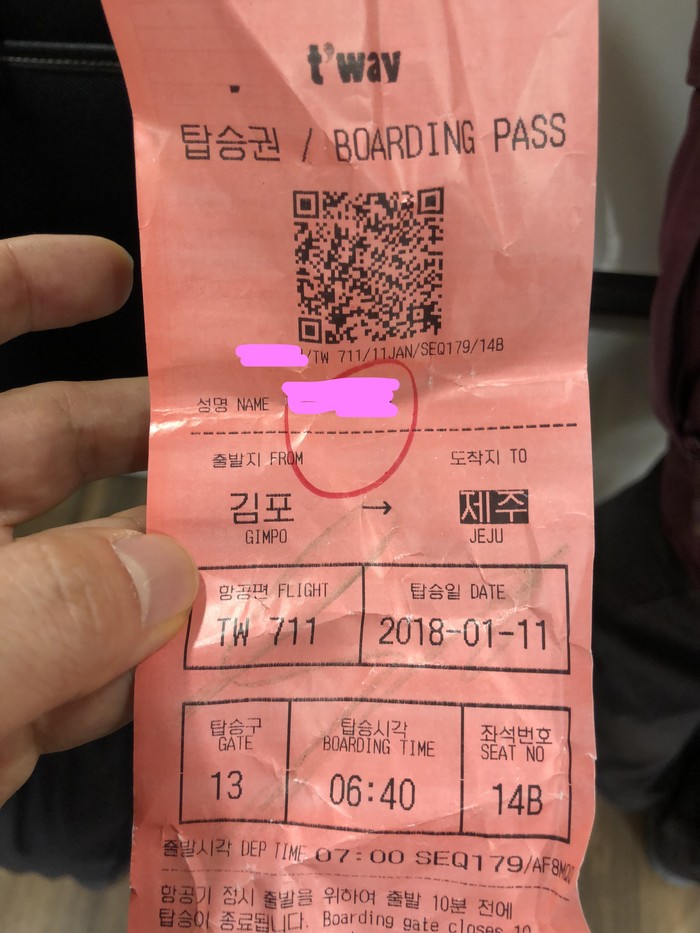 t'way
탑승권 / BOARDING PASS
/TW 711/11JAN/SEQ179/14B
성명 NAME
출발지 FROM 도착지 TO
김포 → 제주
GIMPO JEJU
항공편 FLIGHT 탑승일 DATE
TW 711 2018-01-11
탑승구 탑승시각 좌석번호
GATE BOARDING TIME SEAT NO
13 06:40 14B
출발시각 DEP TIME 07:00 SEQ179/
항공기 정시 출발을 위하여 출발 10분 전에
탑승이 종료됩니다. Boarding gate closes 10